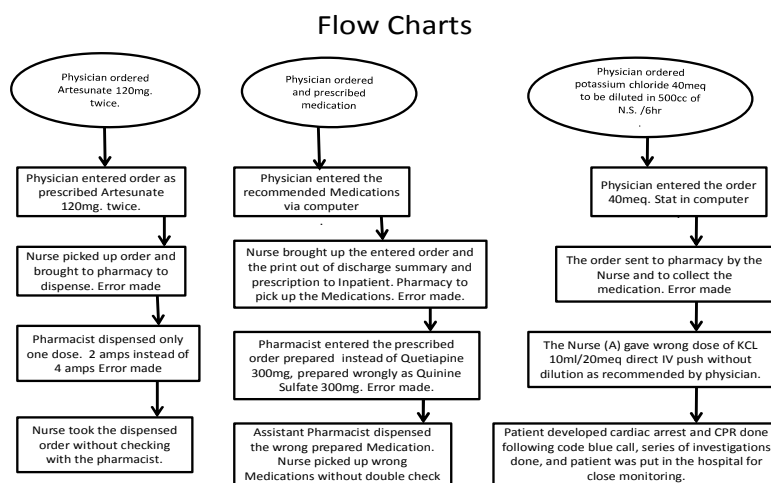 Flow Charts
Physician ordered
Artesunate 120mg.
twice.
Physician entered order as
prescribed Artesunate
120mg. twice.
Nurse picked up order and
brought to pharmacy to
dispense. Error made
Pharmacist dispensed only
one dose. 2 amps instead of
4 amps Error made
Nurse took the dispensed
order without checking
with the pharmacist.
Physician ordered
and prescribed
medication
Physician entered the
recommended Medications
via computer
.
Nurse brought up the entered order and
the print out of discharge summary and
prescription to Inpatient. Pharmacy to
pick up the Medications. Error made.
Pharmacist entered the prescribed
order prepared instead of Quetiapine
300mg, prepared wrongly as Quinine
Sulfate 300mg. Error made.
Assistant Pharmacist dispensed
the wrong prepared Medication.
Nurse picked up wrong
Medications without double check
Physician ordered
potassium chloride 40meq
to be diluted in 500cc of
N.S. /6hr
.
Physician entered the order
40meq. Stat in computer
The order sent to pharmacy by the
Nurse and to collect the
medication. Error made
The Nurse (A) gave wrong dose of KCL
10ml/20meq direct IV push without
dilution as recommended by physician.
Patient developed cardiac arrest and CPR done
following code blue call, series of investigations
done, and patient was put in the hospital for
close monitoring.